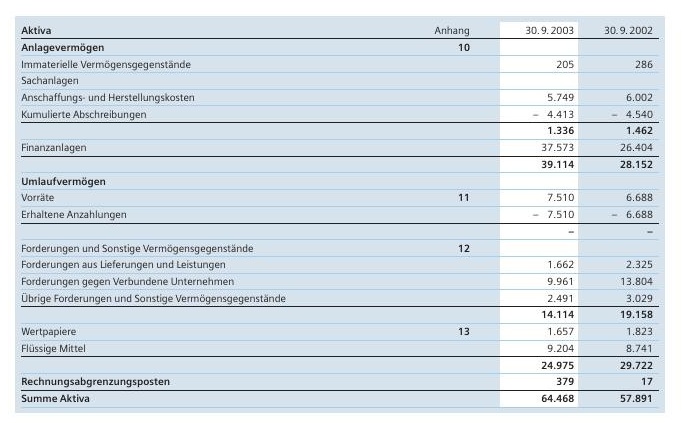 Aktiva Anhang 30.9.2003 30.9.2002
Anlagevermögen 10
Immaterielle Vermögensgegenstände 205 286
Sachanlagen
Anschaffungs- und Herstellungskosten 5.749 6.002
Kumulierte Abschreibungen – 4.413 – 4.540
1.336 1.462
Finanzanlagen 37.573 26.404
39.114 28.152
Umlaufvermögen
Vorräte 11 7.510 6.688
Erhaltene Anzahlungen – 7.510 – 6.688
– –
Forderungen und Sonstige Vermögensgegenstände 12
Forderungen aus Lieferungen und Leistungen 1.662 2.325
Forderungen gegen Verbundene Unternehmen 9.961 13.804
Übrige Forderungen und Sonstige Vermögensgegenstände 2.491 3.029
14.114 19.158
Wertpapiere 13 1.657 1.823
Flüssige Mittel 9.204 8.741
24.975 29.722
Rechnungsabgrenzungsposten 379 17
Summe Aktiva 64.468 57.891